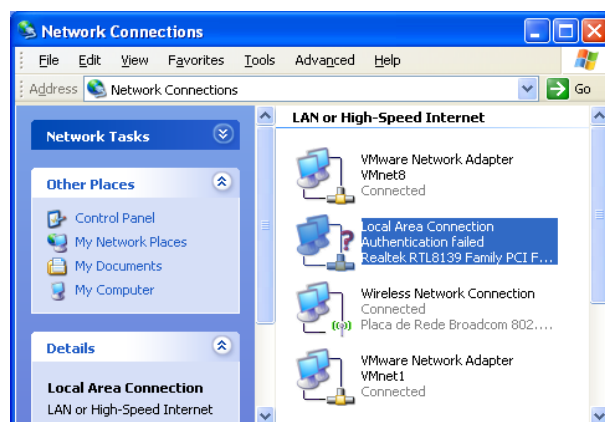 Network Connections
File Edit View Favorites Tools Advanced Help
Address Network Connections Go
Network Tasks
Other Places
Control Panel
My Network Places
My Documents
My Computer
Details
Local Area Connection
LAN or High-Speed Internet
LAN or High-Speed Internet
VMware Network Adapter
VMnet8
Connected
Local Area Connection
Authentication failed
Realtek RTL8139 Family PCI F...
Wireless Network Connection
Connected
Placa de Rede Broadcom 802....
VMware Network Adapter
VMnet1
Connected